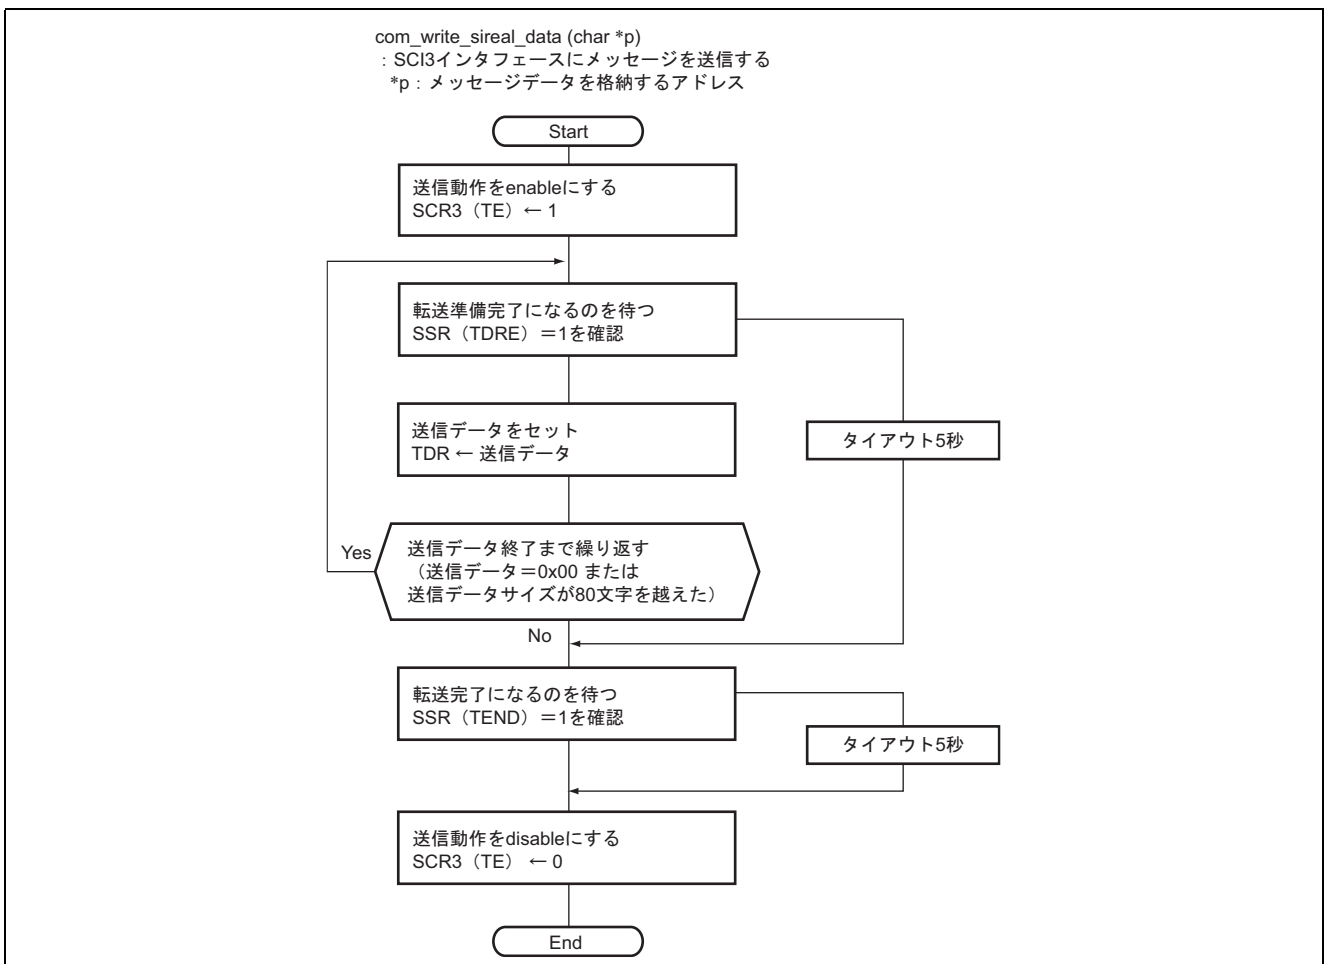 com_write_sireal_data (char *p)
：SCI3インタフェースにメッセージを送信する
*p：メッセージデータを格納するアドレス
Start
送信動作をenableにする
SCR3（TE）← 1
転送準備完了になるのを待つ
SSR（TDRE）＝1を確認
送信データをセット
TDR ← 送信データ
タイアウト5秒
Yes
送信データ終了まで繰り返す
（送信データ＝0x00 または
送信データサイズが80文字を越えた）
No
転送完了になるのを待つ
SSR（TEND）＝1を確認
タイアウト5秒
送信動作をdisableにする
SCR3（TE） ← 0
End